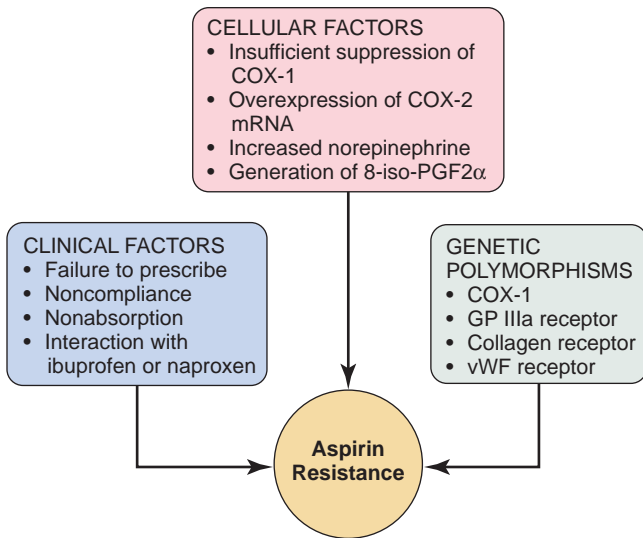 CELLULAR FACTORS
• Insufficient suppression of
COX-1
• Overexpression of COX-2
mRNA
• Increased norepinephrine
• Generation of 8-iso-PGF2α
CLINICAL FACTORS
• Failure to prescribe
• Noncompliance
• Nonabsorption
• Interaction with
ibuprofen or naproxen
GENETIC
POLYMORPHISMS
• COX-1
• GP IIIa receptor
• Collagen receptor
• vWF receptor
Aspirin
Resistance